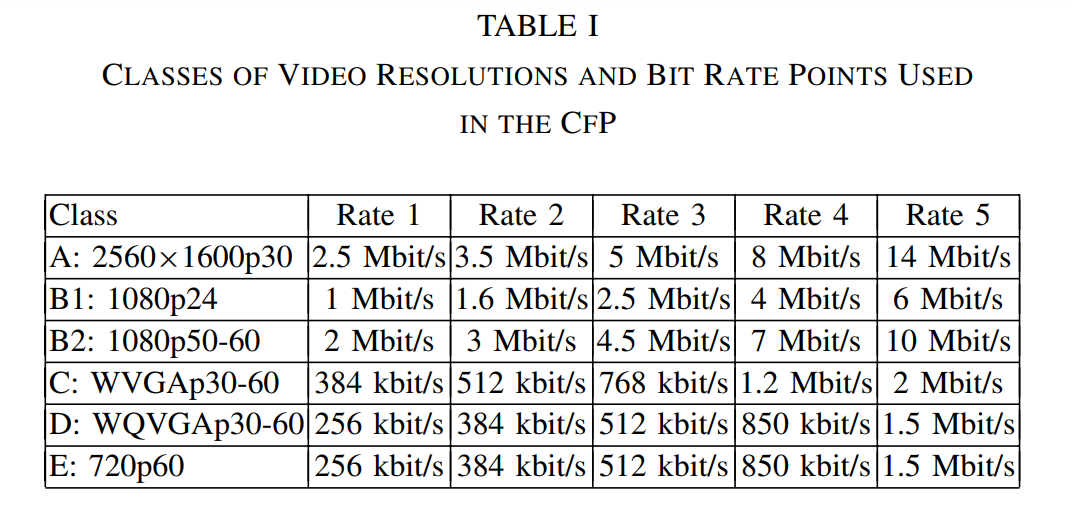 TABLE I
CLASSES OF VIDEO RESOLUTIONS AND BIT RATE POINTS USED
IN THE CFP
Class Rate 1 Rate 2 Rate 3 Rate 4 Rate 5
A: 2560×1600p30 2.5 Mbit/s 3.5 Mbit/s 5 Mbit/s 8 Mbit/s 14 Mbit/s
B1: 1080p24 1 Mbit/s 1.6 Mbit/s 2.5 Mbit/s 4 Mbit/s 6 Mbit/s
B2: 1080p50-60 2 Mbit/s 3 Mbit/s 4.5 Mbit/s 7 Mbit/s 10 Mbit/s
C: WVGAp30-60 384 kbit/s 512 kbit/s 768 kbit/s 1.2 Mbit/s 2 Mbit/s
D: WQVGAp30-60 256 kbit/s 384 kbit/s 512 kbit/s 850 kbit/s 1.5 Mbit/s
E: 720p60 256 kbit/s 384 kbit/s 512 kbit/s 850 kbit/s 1.5 Mbit/s